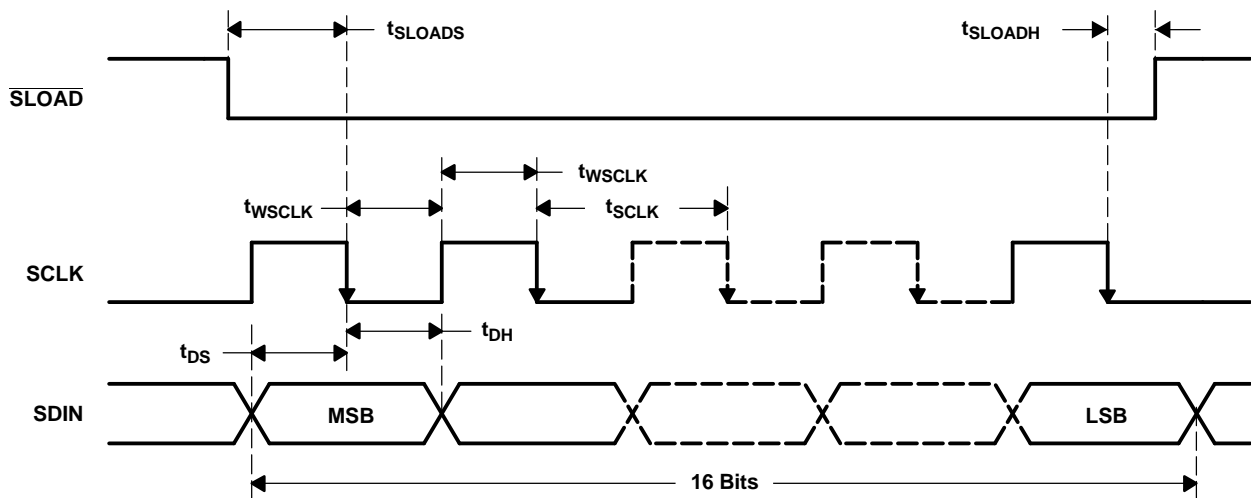 tSLOADS
tSLOADH
SLOAD
tWSCLK
tWSCLK
tSCLK
SCLK
tDS
tDH
SDIN
MSB
LSB
16 Bits